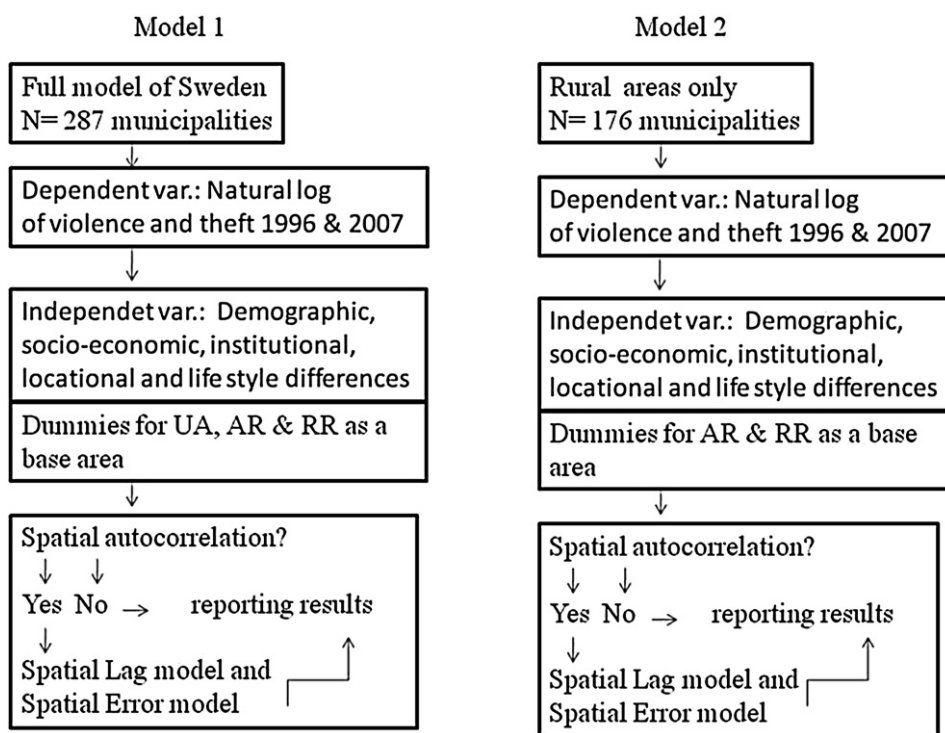 Model 1
Full model of Sweden
N= 287 municipalities
Dependent var.: Natural log
of violence and theft 1996 & 2007
Independet var.: Demographic,
socio-economic, institutional,
locational and life style differences
Dummies for UA, AR & RR as a
base area
Spatial autocorrelation?
Yes No → reporting results
Spatial Lag model and
Spatial Error model
Model 2
Rural areas only
N= 176 municipalities
Dependent var.: Natural log
of violence and theft 1996 & 2007
Independet var.: Demographic,
socio-economic, institutional,
locational and life style differences
Dummies for AR & RR as a base
area
Spatial autocorrelation?
Yes No → reporting results
Spatial Lag model and
Spatial Error model